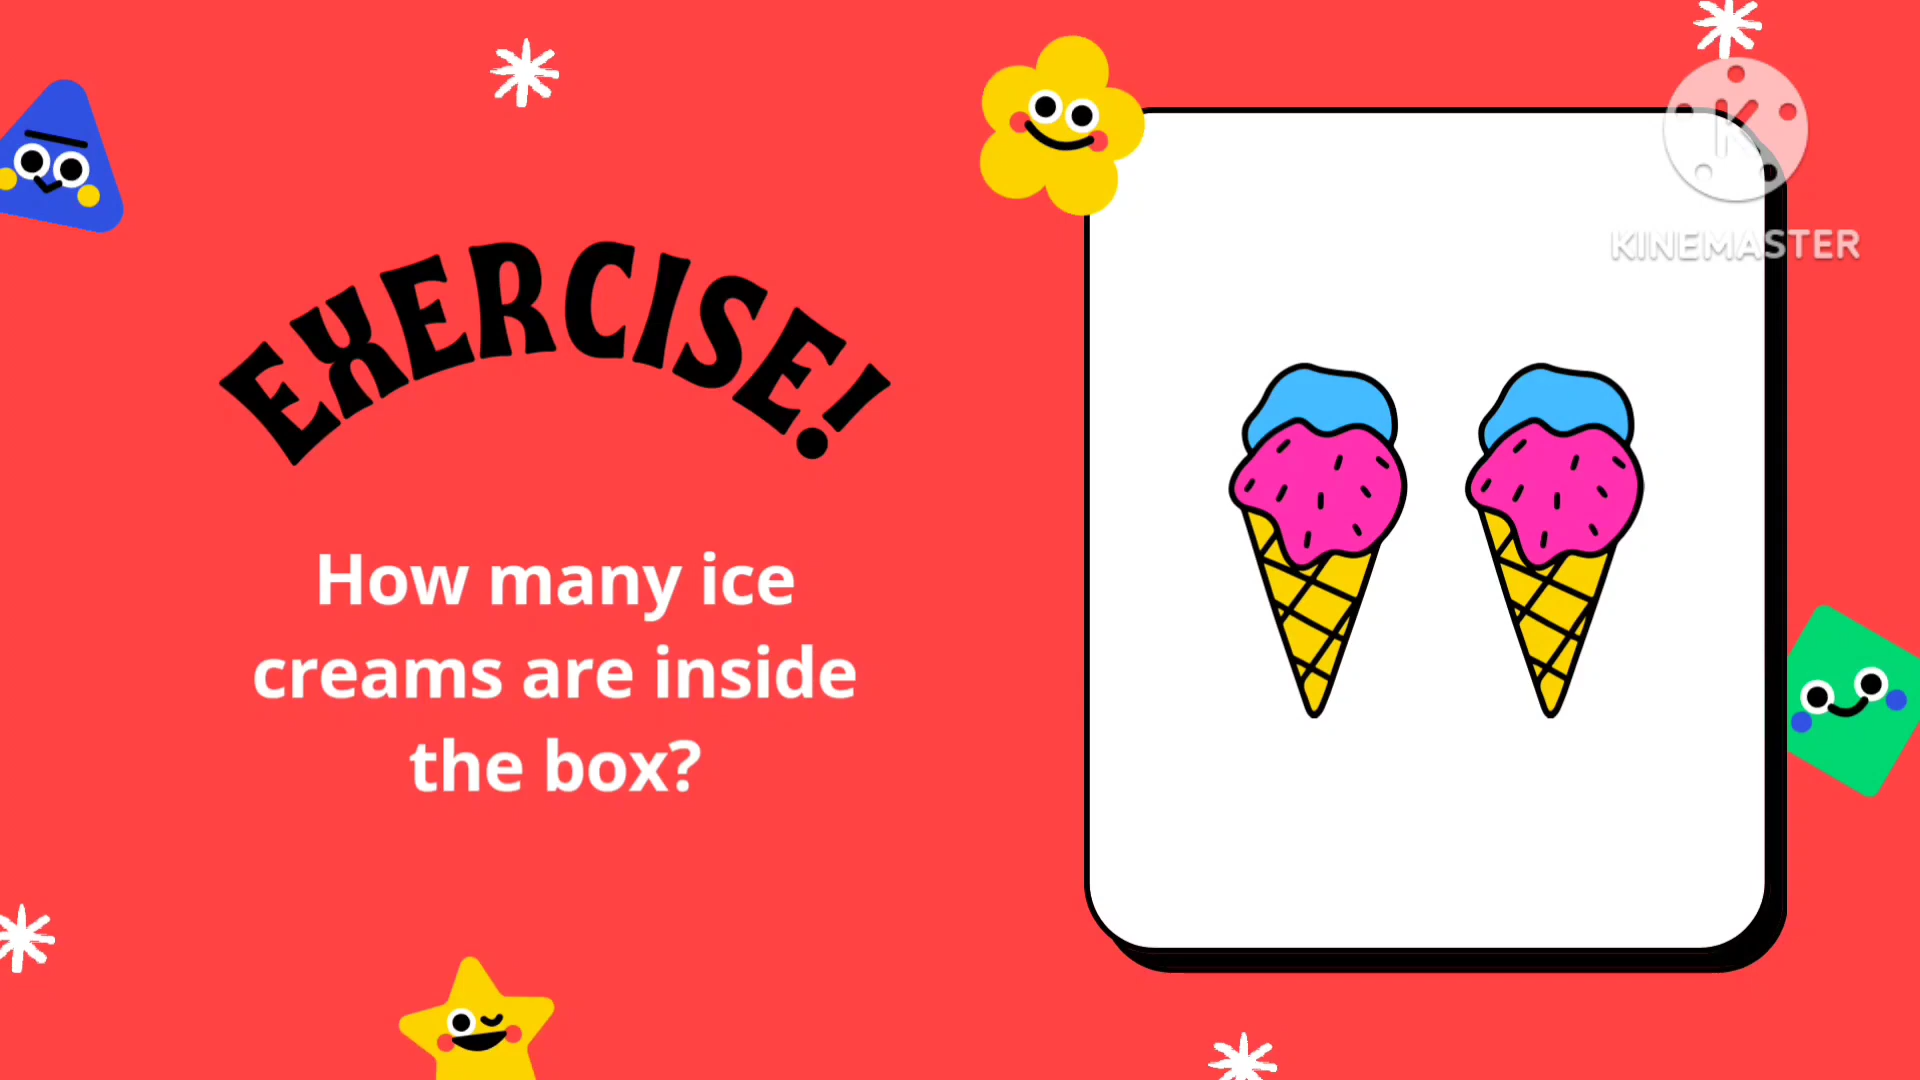 EXERCISE!
How many ice
creams are inside
the box?
KINEMASTER